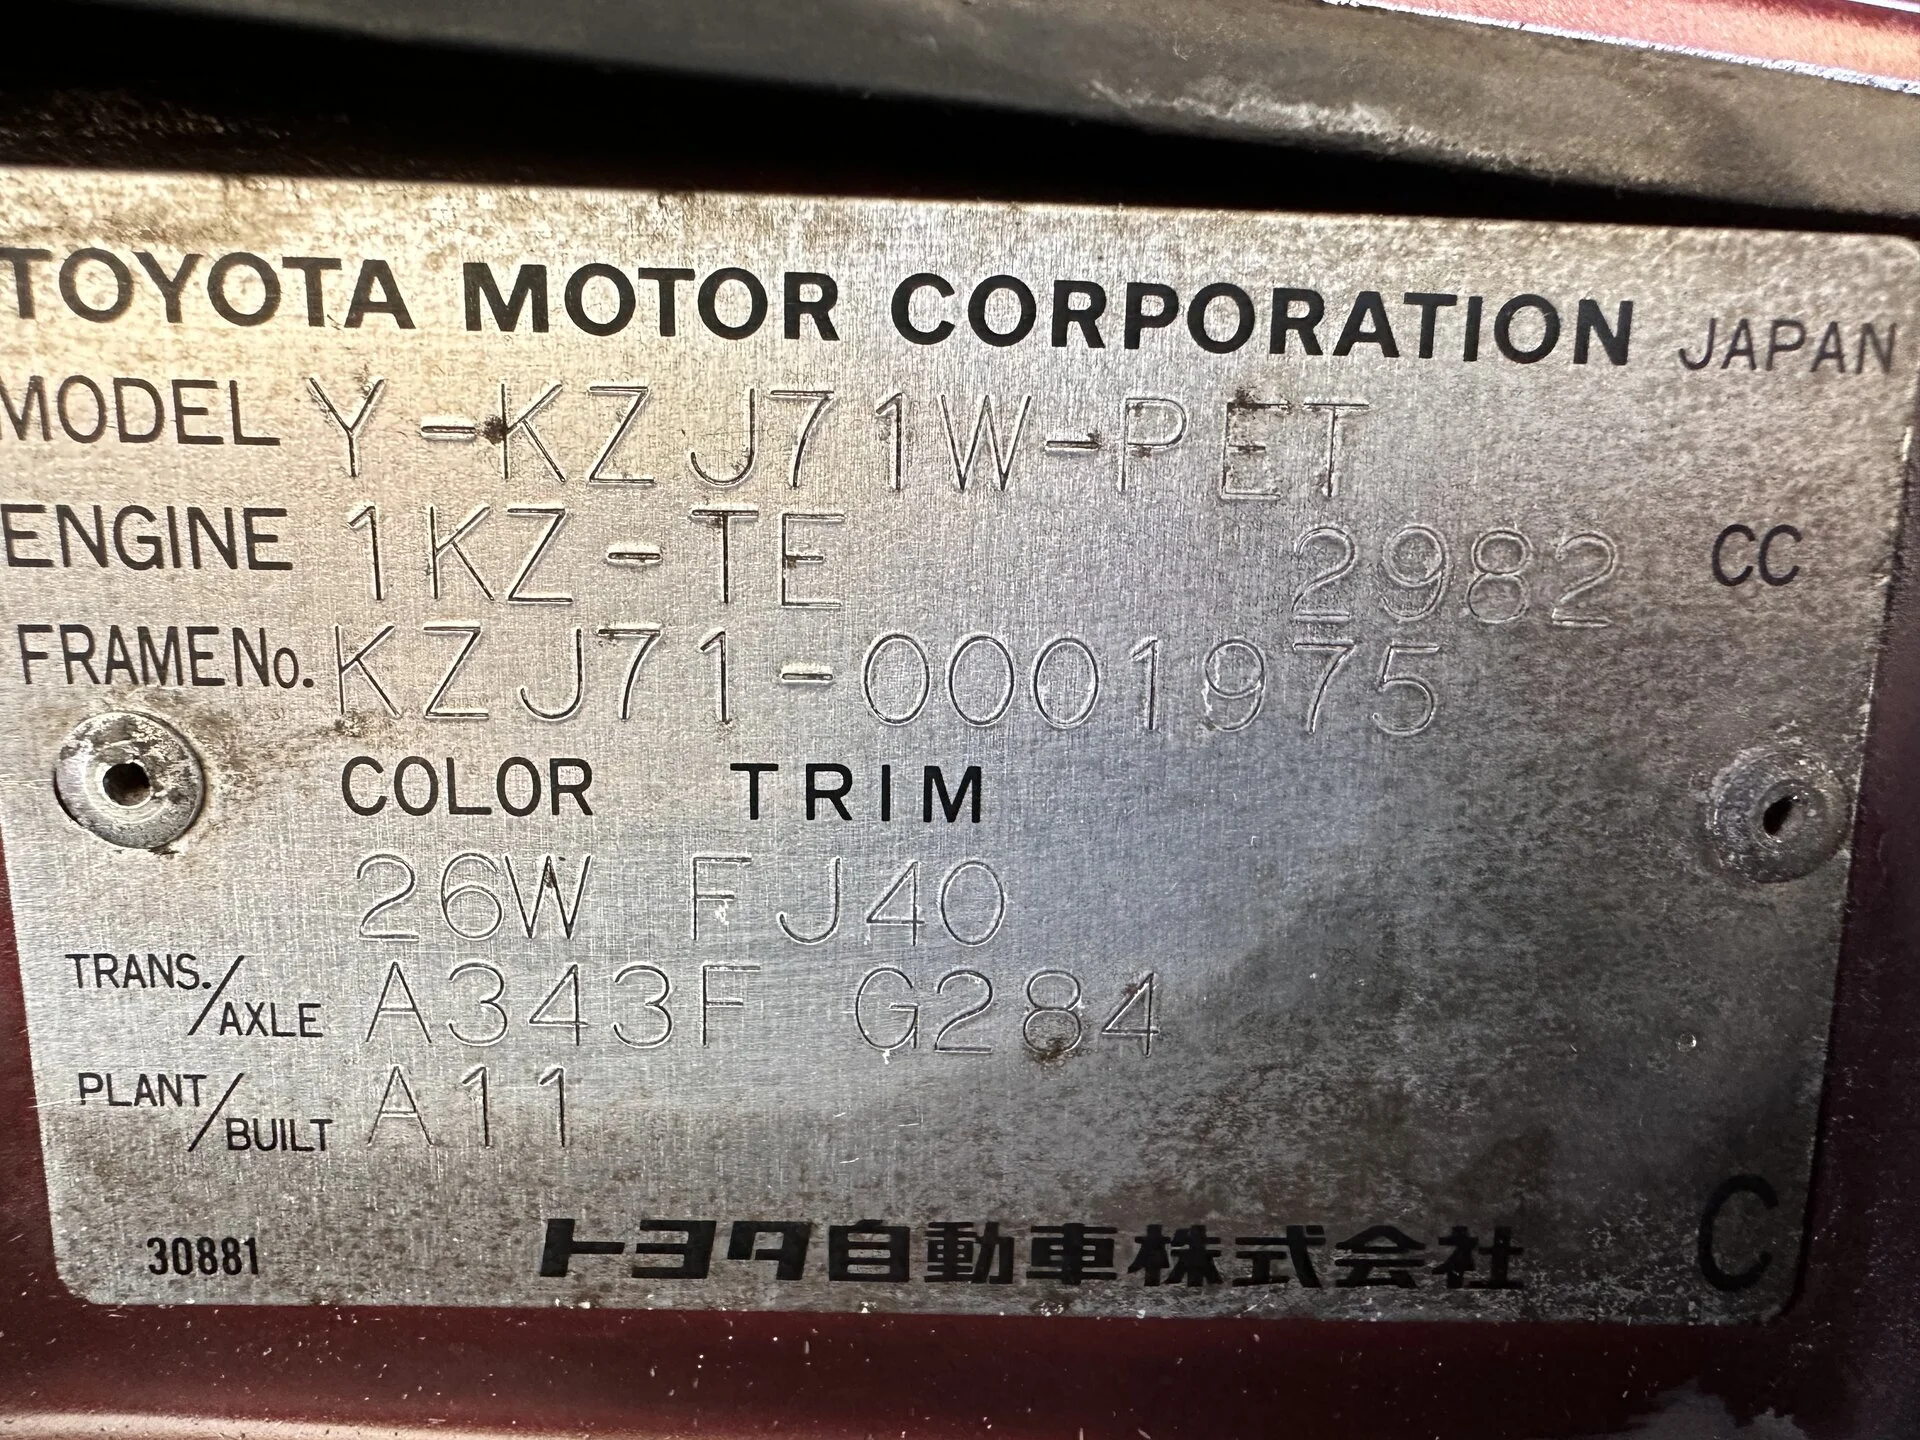 TOYOTA MOTOR CORPORATION JAPAN
MODEL Y-KZJ71W-PET
ENGINE 1KZ-TE 2982 CC
FRAME No. KZJ71-0001975
COLOR TRIM
26W FJ40
TRANS./AXLE A343F G284
PLANT/BUILT A11
30881 トヨタ自動車株式会社 C